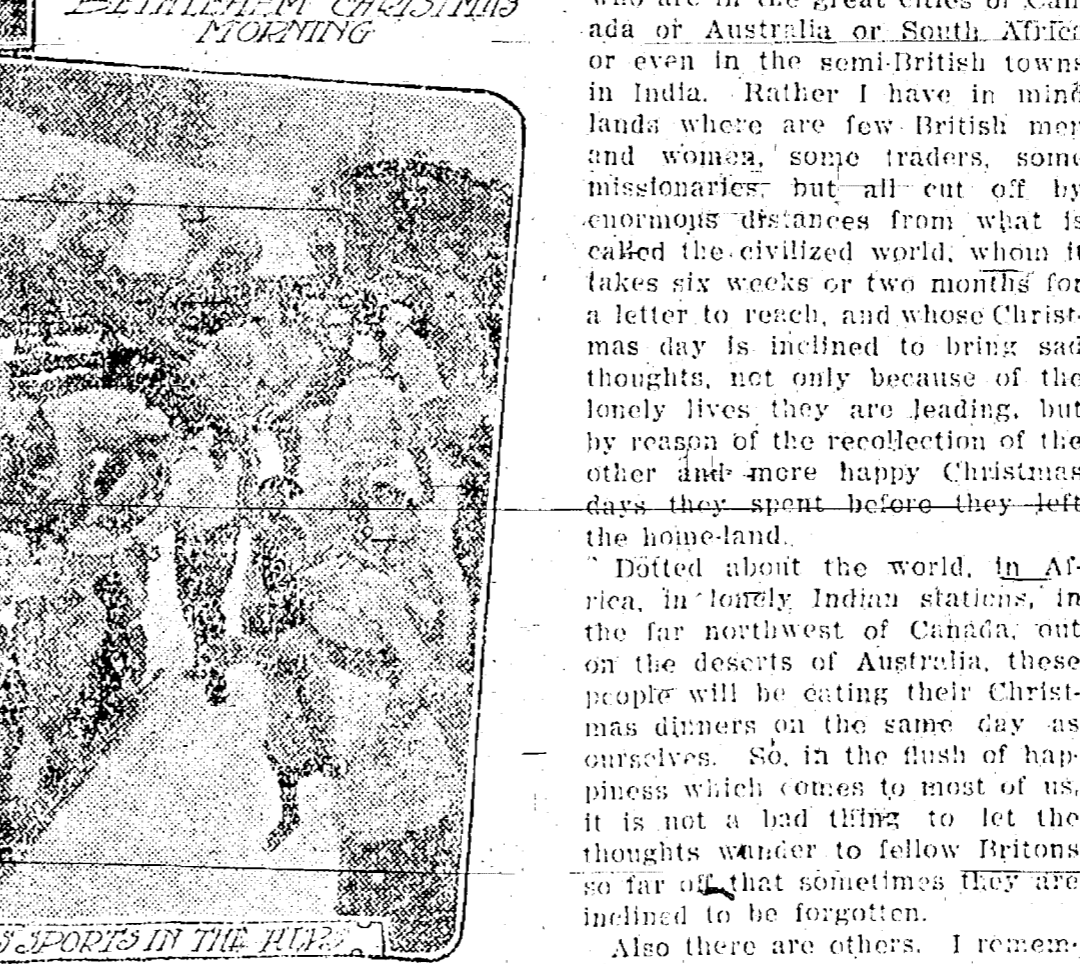 BETHLEHEM CHRISTMAS
MORNING
SPORTS IN THE ALPS
who are in the great cities of Can
ada or Australia or South Africa
or even in the semi-British towns
in India. Rather I have in mind
lands where are few British men
and women, some traders, some
missionaries, but all cut off by
enormous distances from what is
called the civilized world, whom it
takes six weeks or two months for
a letter to reach, and whose Christ-
mas day is inclined to bring sad
thoughts, not only because of the
lonely lives they are leading, but
by reason of the recollection of the
other and more happy Christmas
days they spent before they left
the home-land.
Dotted about the world, in Af-
rica, in lonely Indian stations, in
the far northwest of Canada, out
on the deserts of Australia, these
people will be eating their Christ-
mas dinners on the same day as
ourselves. So, in the flush of hap-
piness which comes to most of us,
it is not a bad thing to let the
thoughts wander to fellow Britons
so far off that sometimes they are
inclined to be forgotten.
Also there are others. I remem-